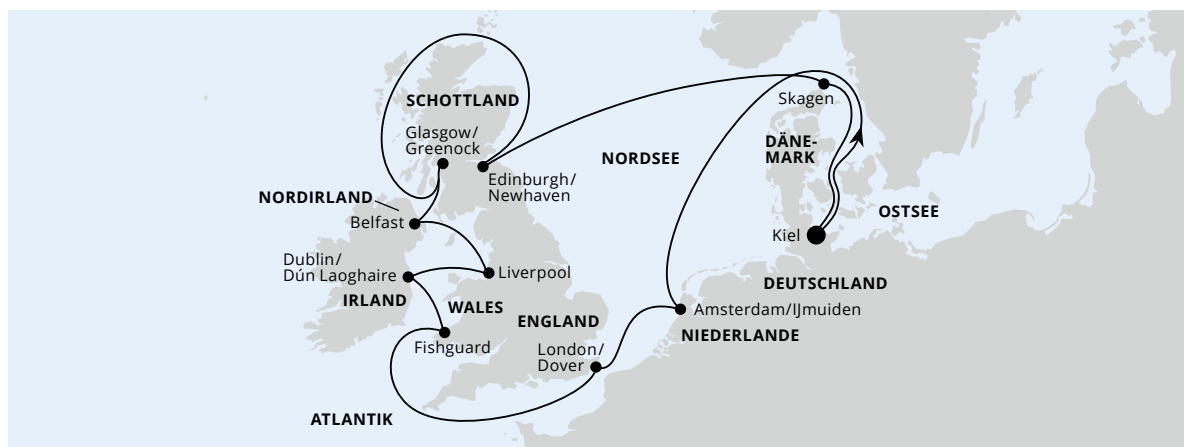 SCHOTTLAND
Glasgow/
Greenock
Edinburgh/
Newhaven
NORDIRLAND
Belfast
Dublin/
Dún Laoghaire
IRLAND
Liverpool
WALES
ENGLAND
Fishguard
London/
Dover
ATLANTIK
NORDSEE
Skagen
DÄNE-
MARK
OSTSEE
Kiel
DEUTSCHLAND
Amsterdam/IJmuiden
NIEDERLANDE